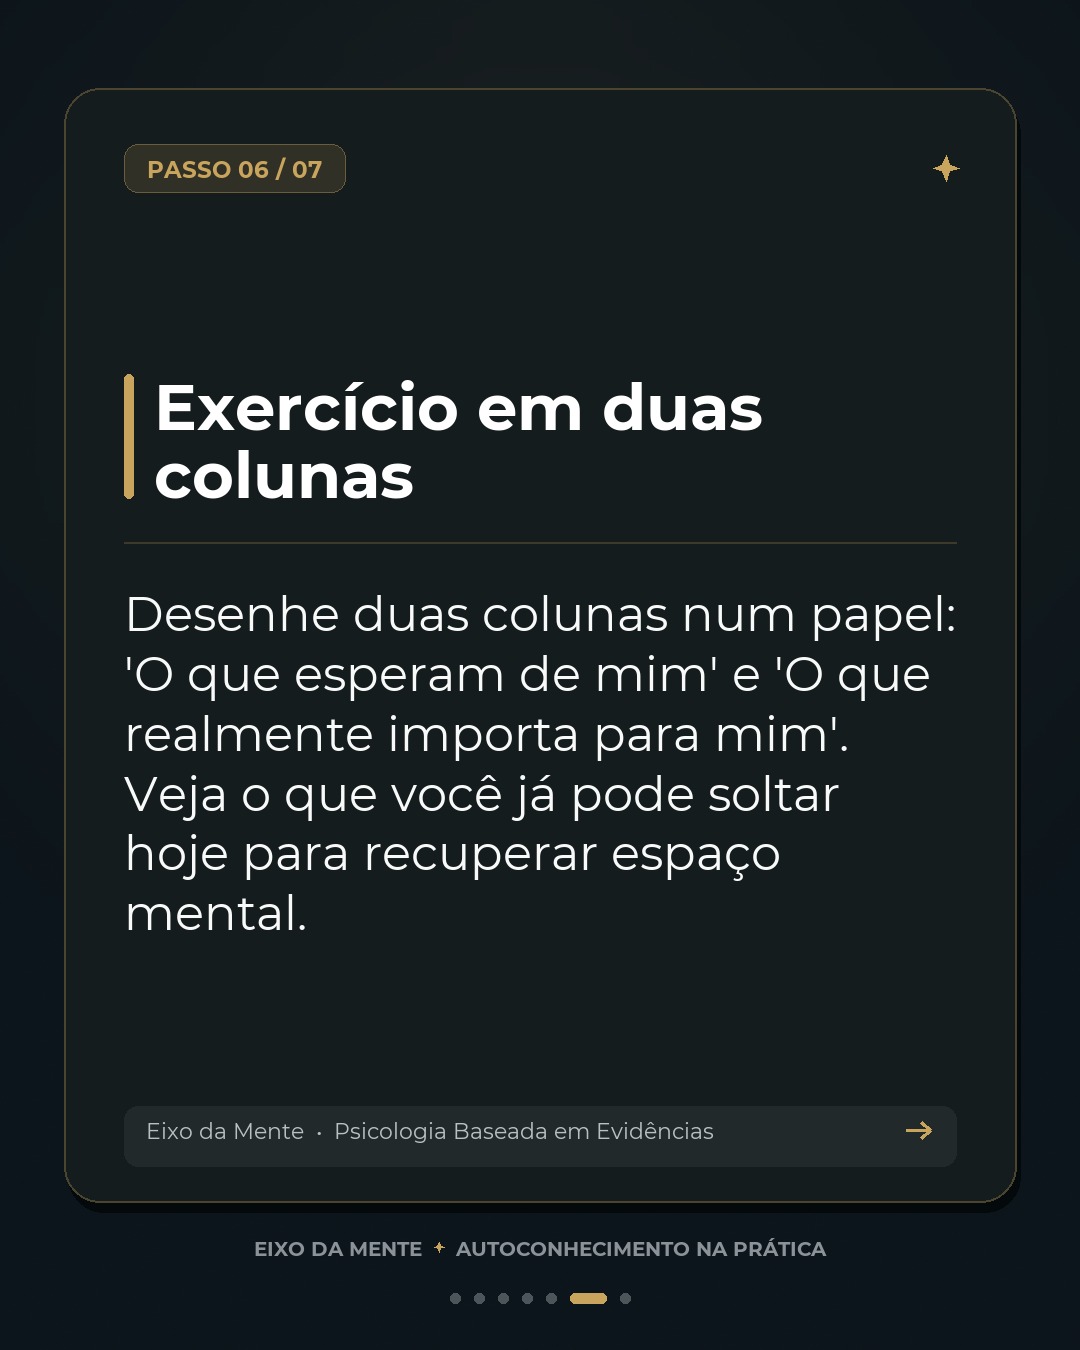 PASSO 06 / 07
Exercício em duas
colunas
Desenhe duas colunas num papel:
'O que esperam de mim' e 'O que
realmente importa para mim'.
Veja o que você já pode soltar
hoje para recuperar espaço
mental.
Eixo da Mente • Psicologia Baseada em Evidências
EIXO DA MENTE ✦ AUTOCONHECIMENTO NA PRÁTICA